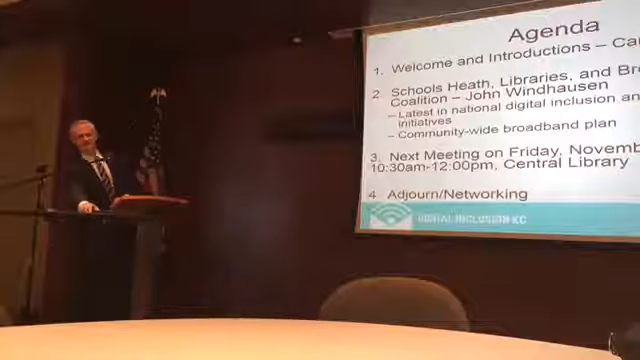 Agenda
1. Welcome and Introductions –
2 Schools Heath, Libraries, and
Coalition – John Windhausen
– Latest in national digital inclusion
initiatives
– Community-wide broadband plan
3. Next Meeting on Friday,
10:30am-12:00pm, Central Library
4 Adjourn/Networking
DIGITAL INCLUSION KC